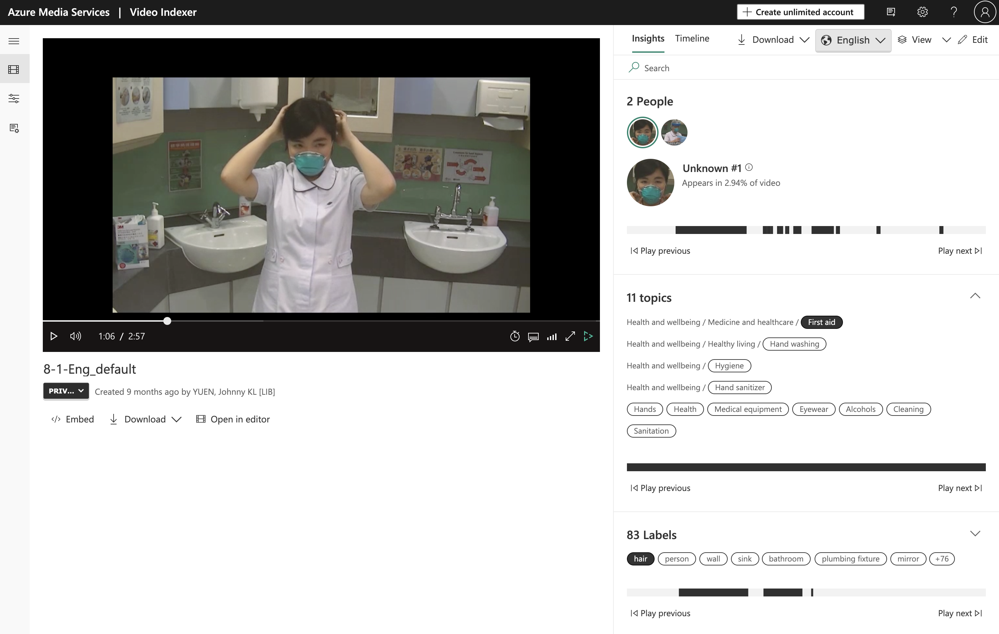 Azure Media Services | Video Indexer
Create unlimited account
Insights
Timeline
Download
English
View
Edit
Search
2 People
isposable
Unknown #1
Appears in 2.94% of video
Play previous
Play next
11 topics
Health and wellbeing / Medicine and healthcare / First aid
Health and wellbeing / Healthy living / Hand washing
Health and wellbeing / Hygiene
Health and wellbeing / Hand sanitizer
Hands Health Medical equipment Eyewear Alcohols Cleaning
Sanitation
Play previous
Play next
83 Labels
hair person wall sink bathroom plumbing fixture mirror +76
Play previous
Play next
3M
1:06 / 2:57
8-1-Eng_default
PRIV...
Created 9 months ago by YUEN, Johnny KL [LIB]
</> Embed
Download
Open in editor